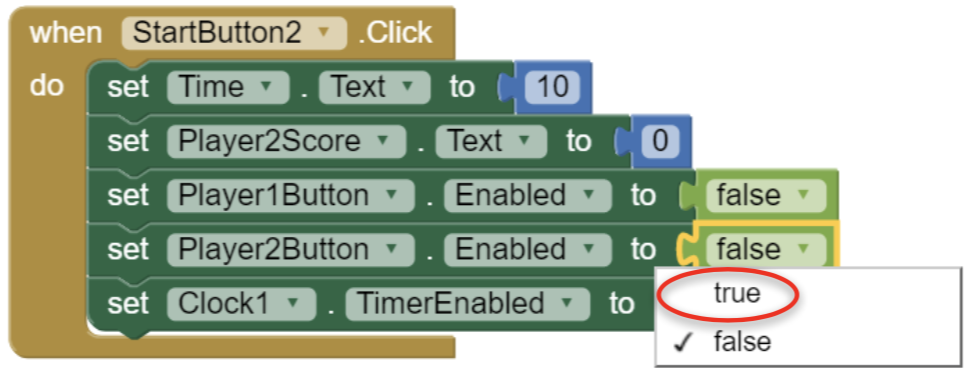 when StartButton2 .Click
do set Time . Text to 10
set Player2Score . Text to 0
set Player1Button . Enabled to false
set Player2Button . Enabled to false
set Clock1 . TimerEnabled to
true
✓ false